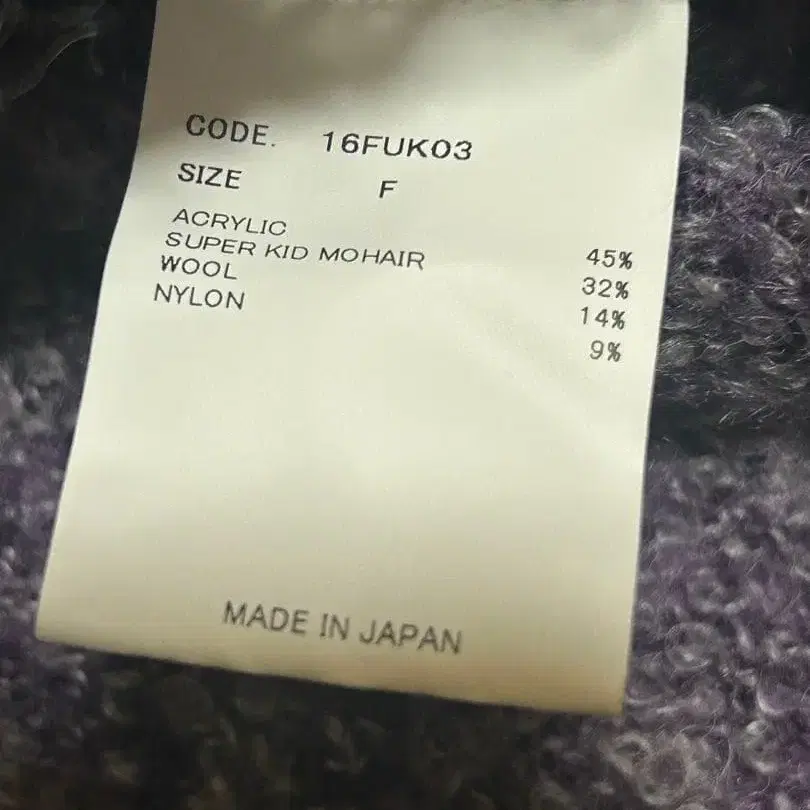 CODE. 16FUK03
SIZE F
ACRYLIC 45%
SUPER KID MOHAIR 32%
WOOL 14%
NYLON 9%
MADE IN JAPAN